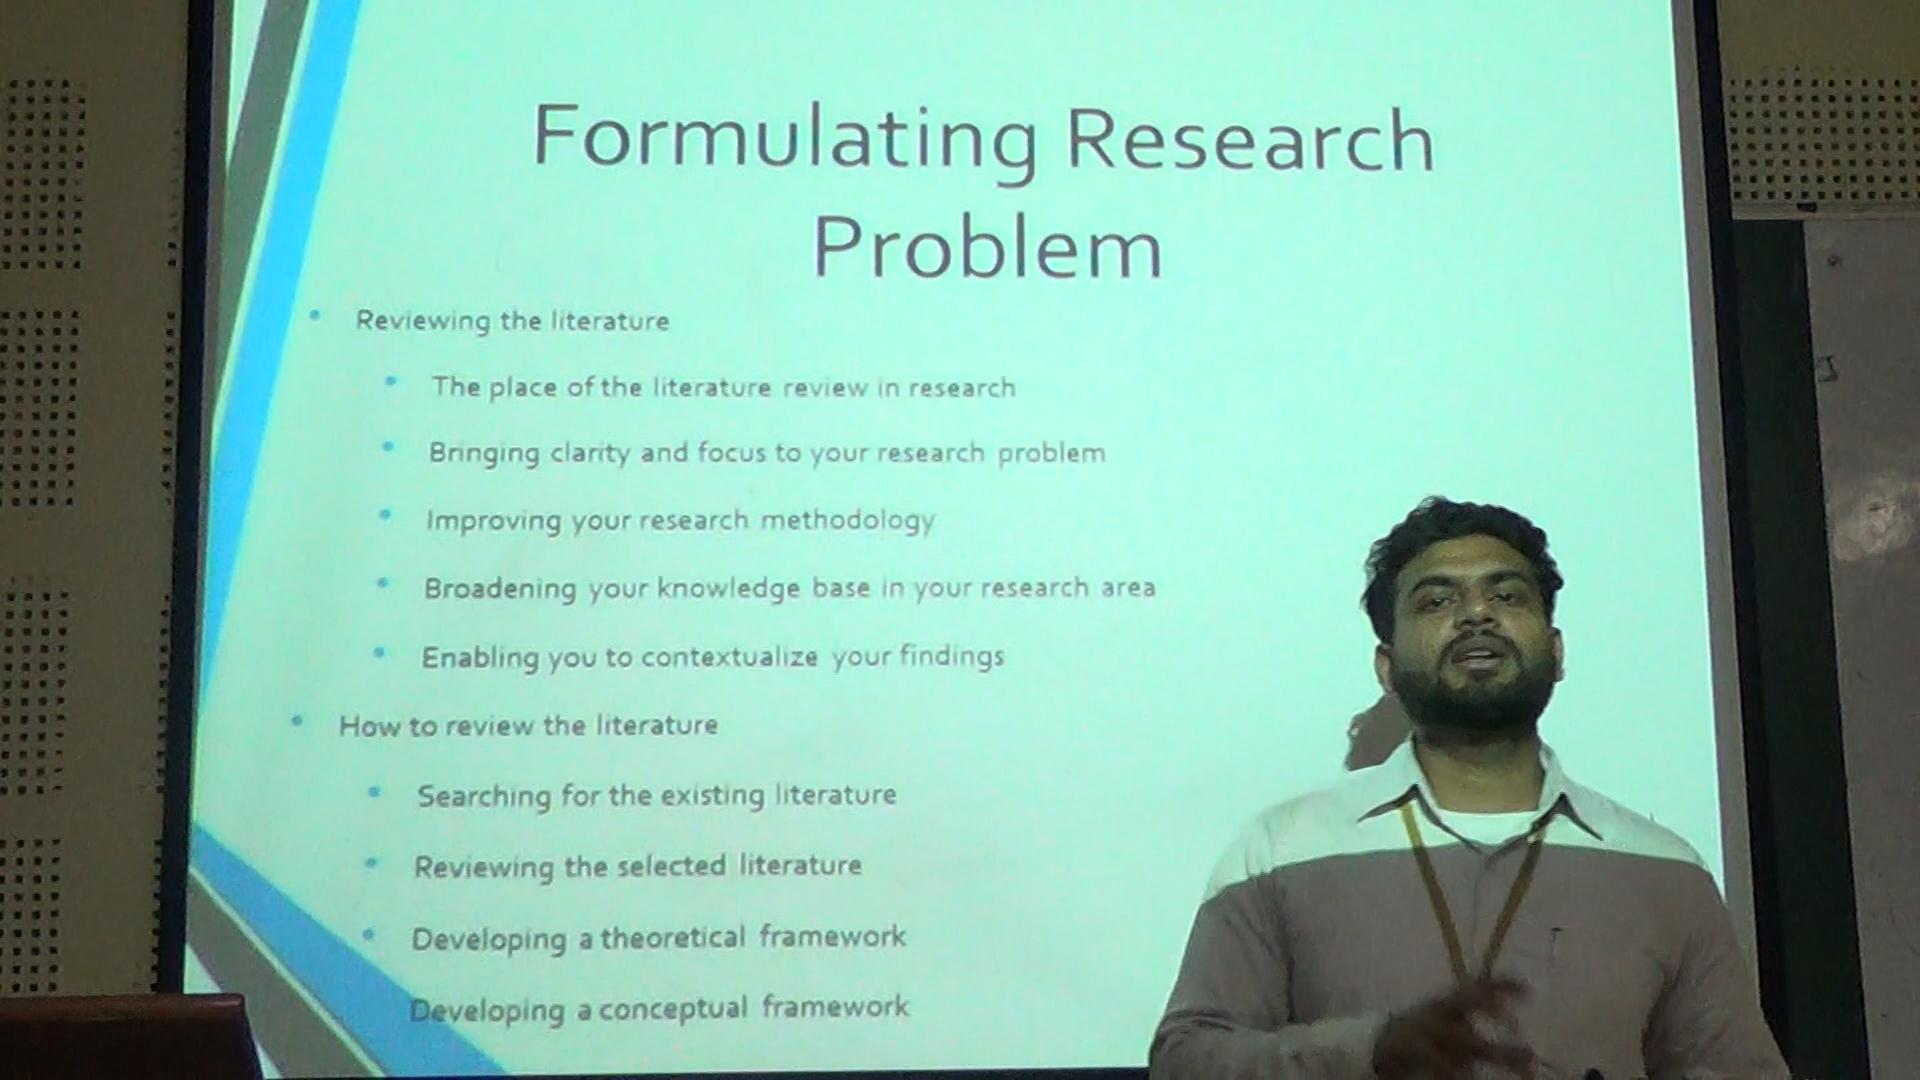 Formulating Research
Problem
Reviewing the literature
The place of the literature review in research
Bringing clarity and focus to your research problem
Improving your research methodology
Broadening your knowledge base in your research area
Enabling you to contextualize your findings
How to review the literature
Searching for the existing literature
Reviewing the selected literature
Developing a theoretical framework
Developing a conceptual framework